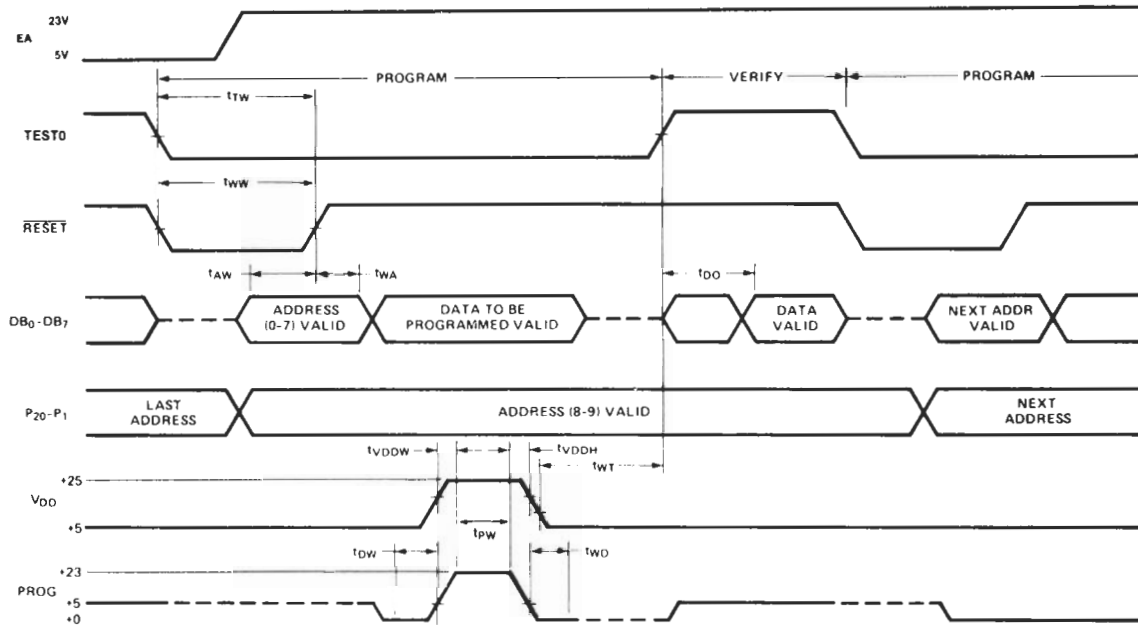 EA 23V
5V
PROGRAM VERIFY PROGRAM
tTW
TEST0
tWW
RESET
tAW tWA tDO
DB0-DB7 ADDRESS (0-7) VALID DATA TO BE PROGRAMMED VALID DATA VALID NEXT ADDR VALID
P20-P1 LAST ADDRESS ADDRESS (8-9) VALID NEXT ADDRESS
tVDDW tVDDH
tWT
+25
VDD
tPW
+5
tDW tWD
+23
PROG
+5
+0